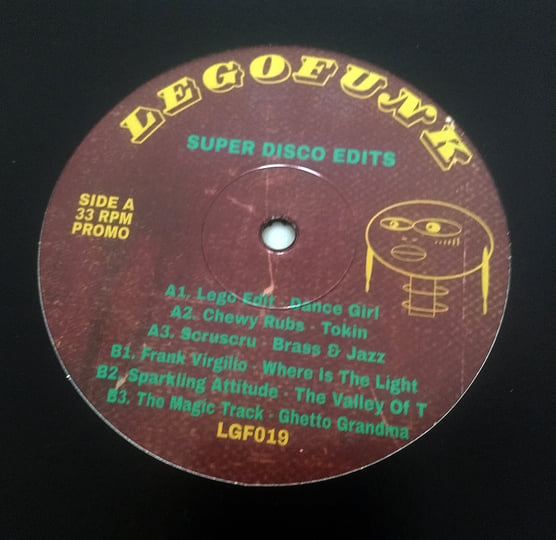 LEGOFUNK
SUPER DISCO EDITS
SIDE A
33 RPM
PROMO
A1, Lego Edit - Dance Girl
A2. Chewy Rubs - Tokin
A3. Scruscru - Brass & Jazz
B1. Frank Virgilio - Where Is The Light
B2, Sparkling Attitude - The Valley Of T
B3. The Magic Track - Ghetto Grandma
LGF019